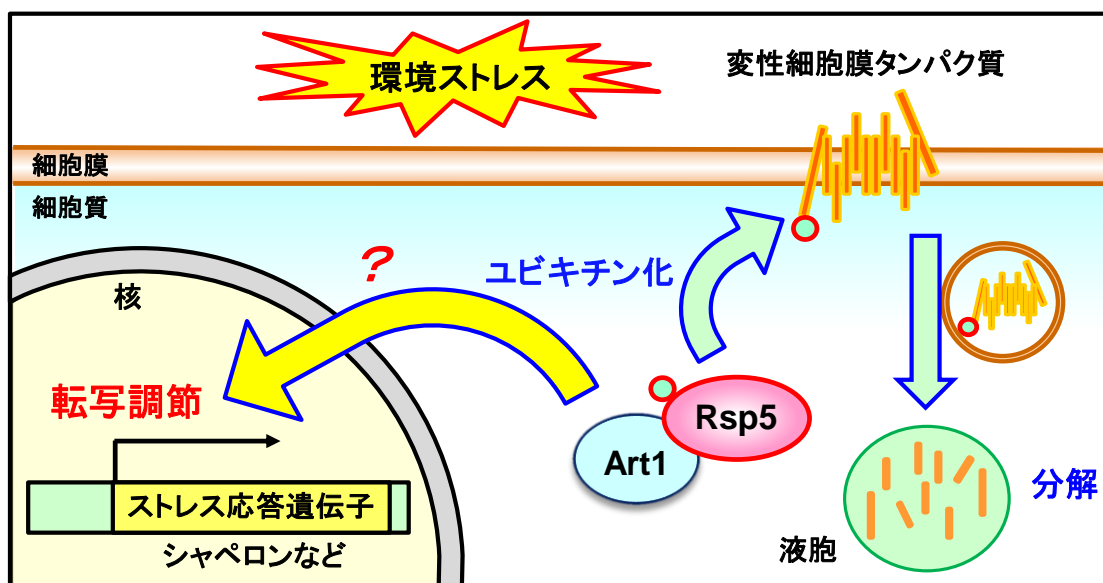 環境ストレス
変性細胞膜タンパク質
細胞膜
細胞質
?
ユビキチン化
核
転写調節
Rsp5
Art1
ストレス応答遺伝子
シャペロンなど
分解
液胞